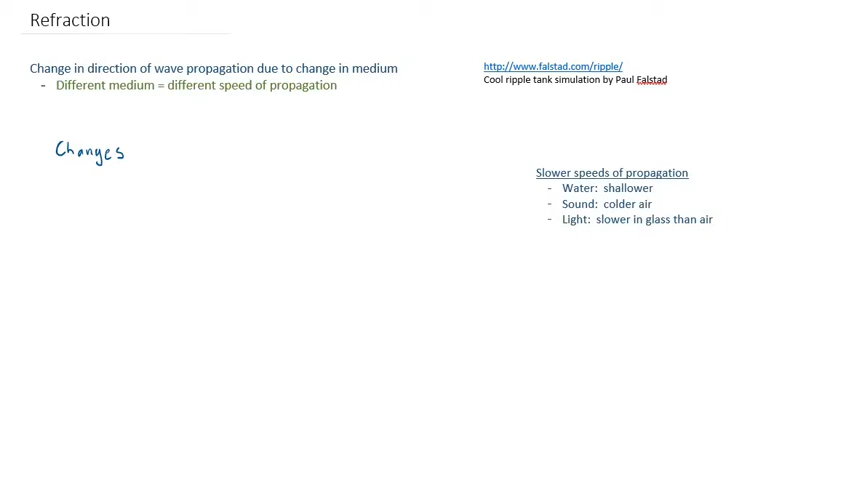 Refraction
Change in direction of wave propagation due to change in medium
- Different medium = different speed of propagation
http://www.falstad.com/ripple/
Cool ripple tank simulation by Paul Falstad
Changes
Slower speeds of propagation
- Water: shallower
- Sound: colder air
- Light: slower in glass than air